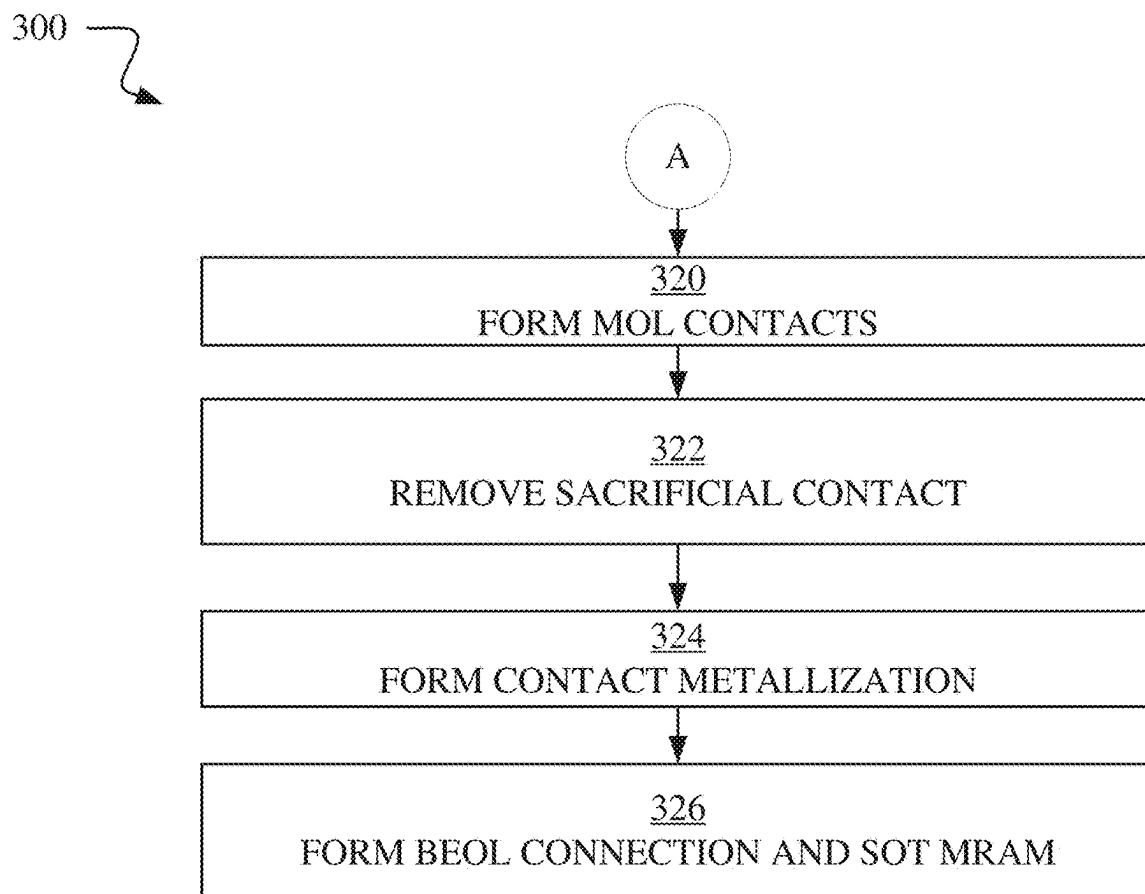 300
A
320
FORM MOL CONTACTS
322
REMOVE SACRIFICIAL CONTACT
324
FORM CONTACT METALLIZATION
326
FORM BEOL CONNECTION AND SOT MRAM